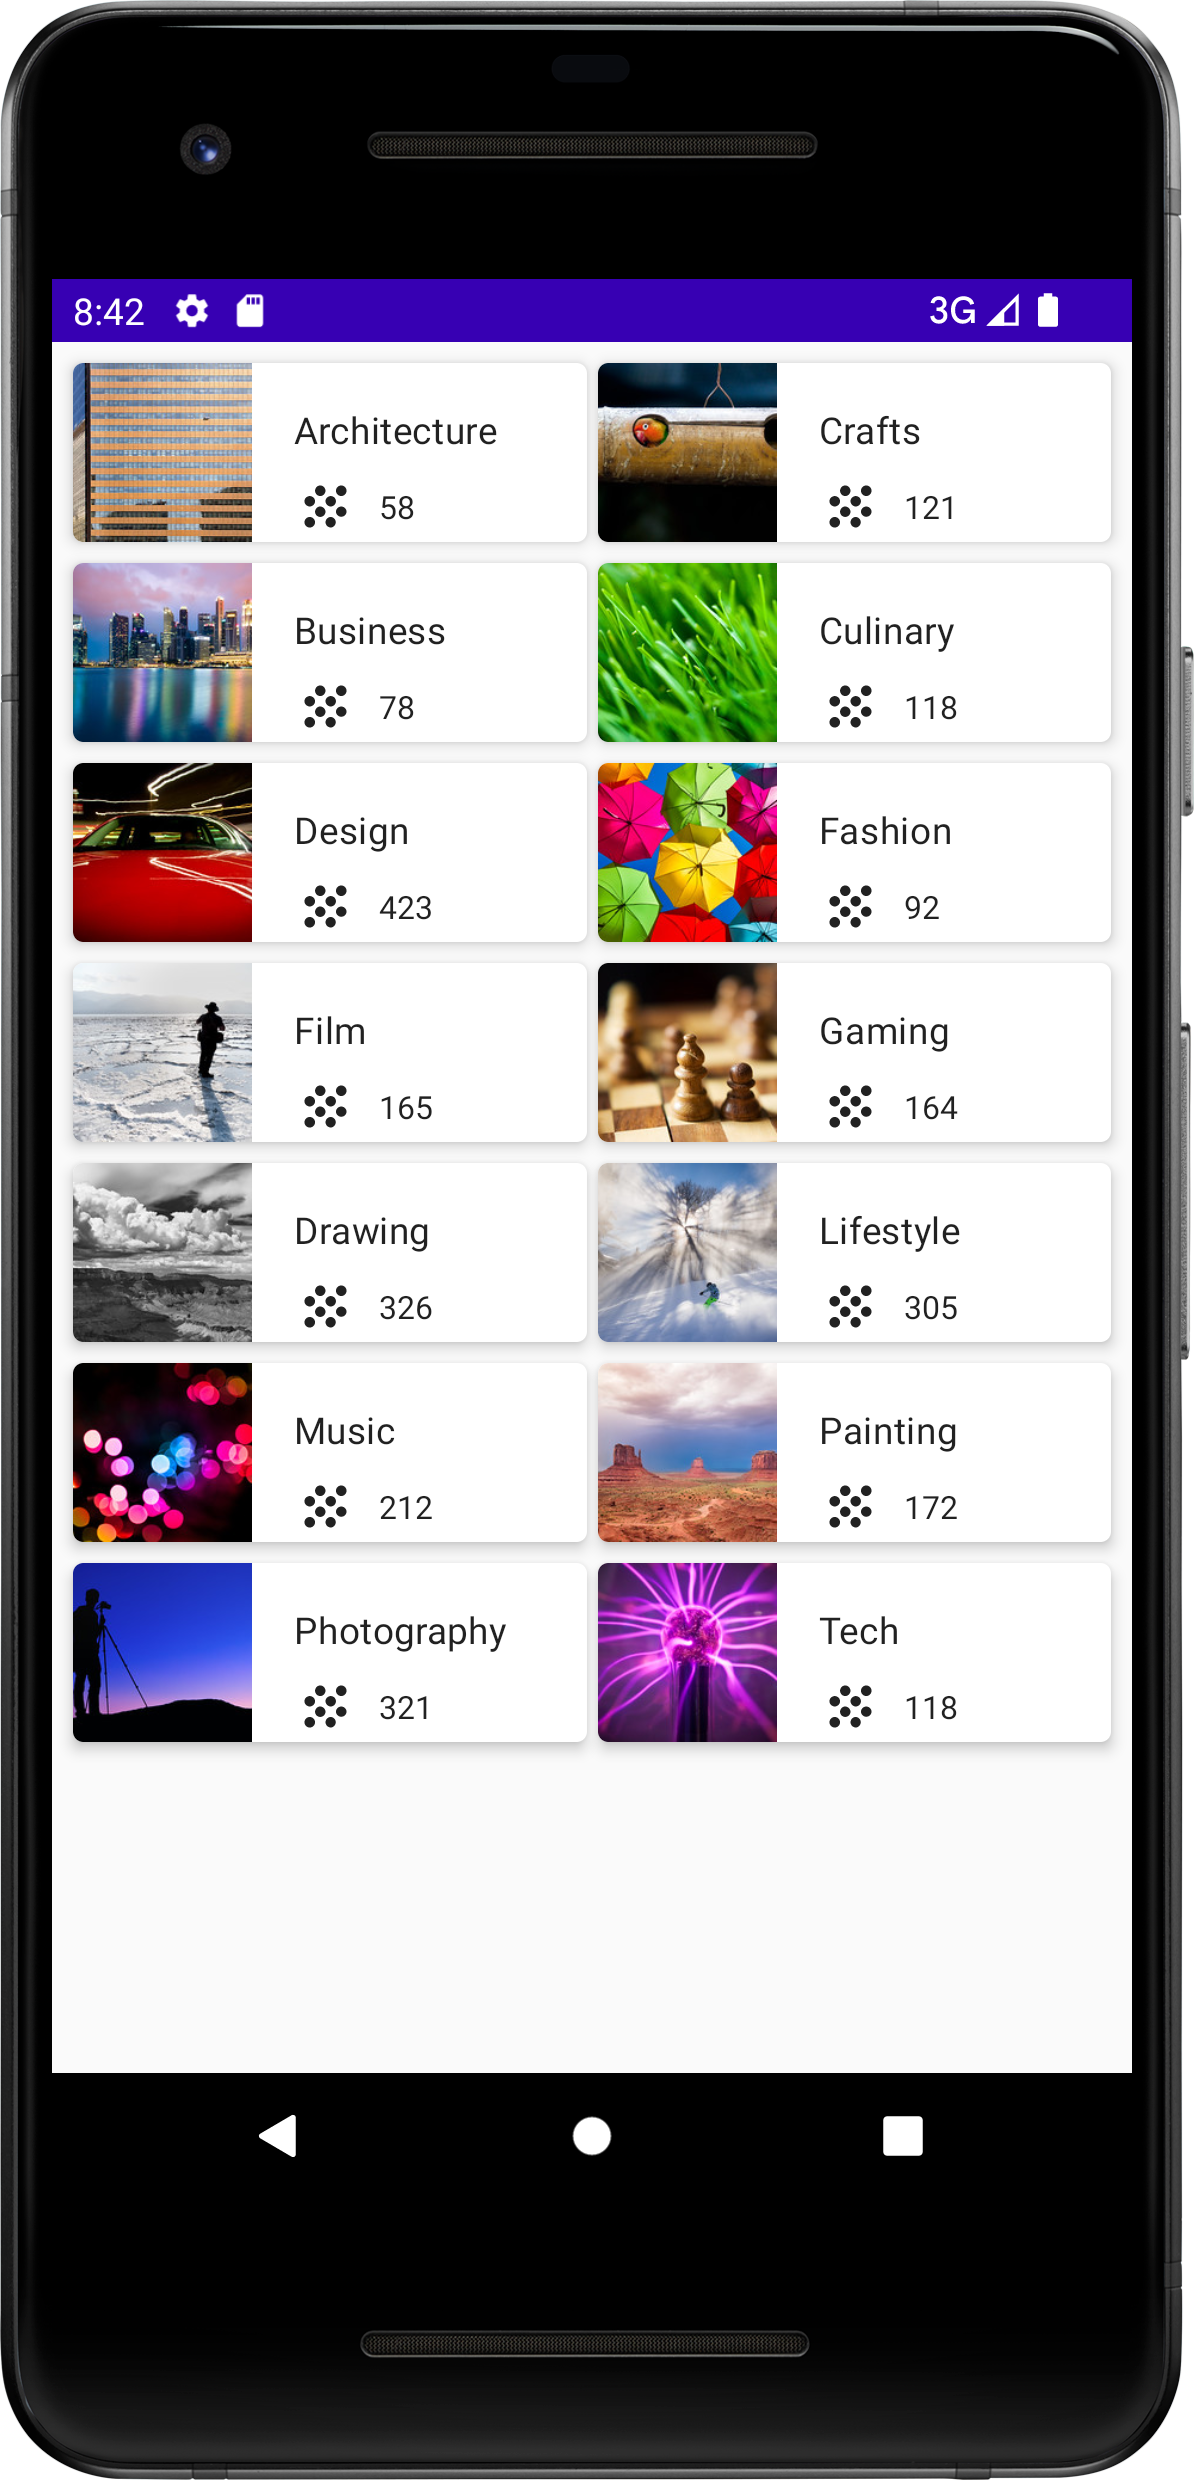 8:42 3G
Architecture
58
Crafts
121
Business
78
Culinary
118
Design
423
Fashion
92
Film
165
Gaming
164
Drawing
326
Lifestyle
305
Music
212
Painting
172
Photography
321
Tech
118